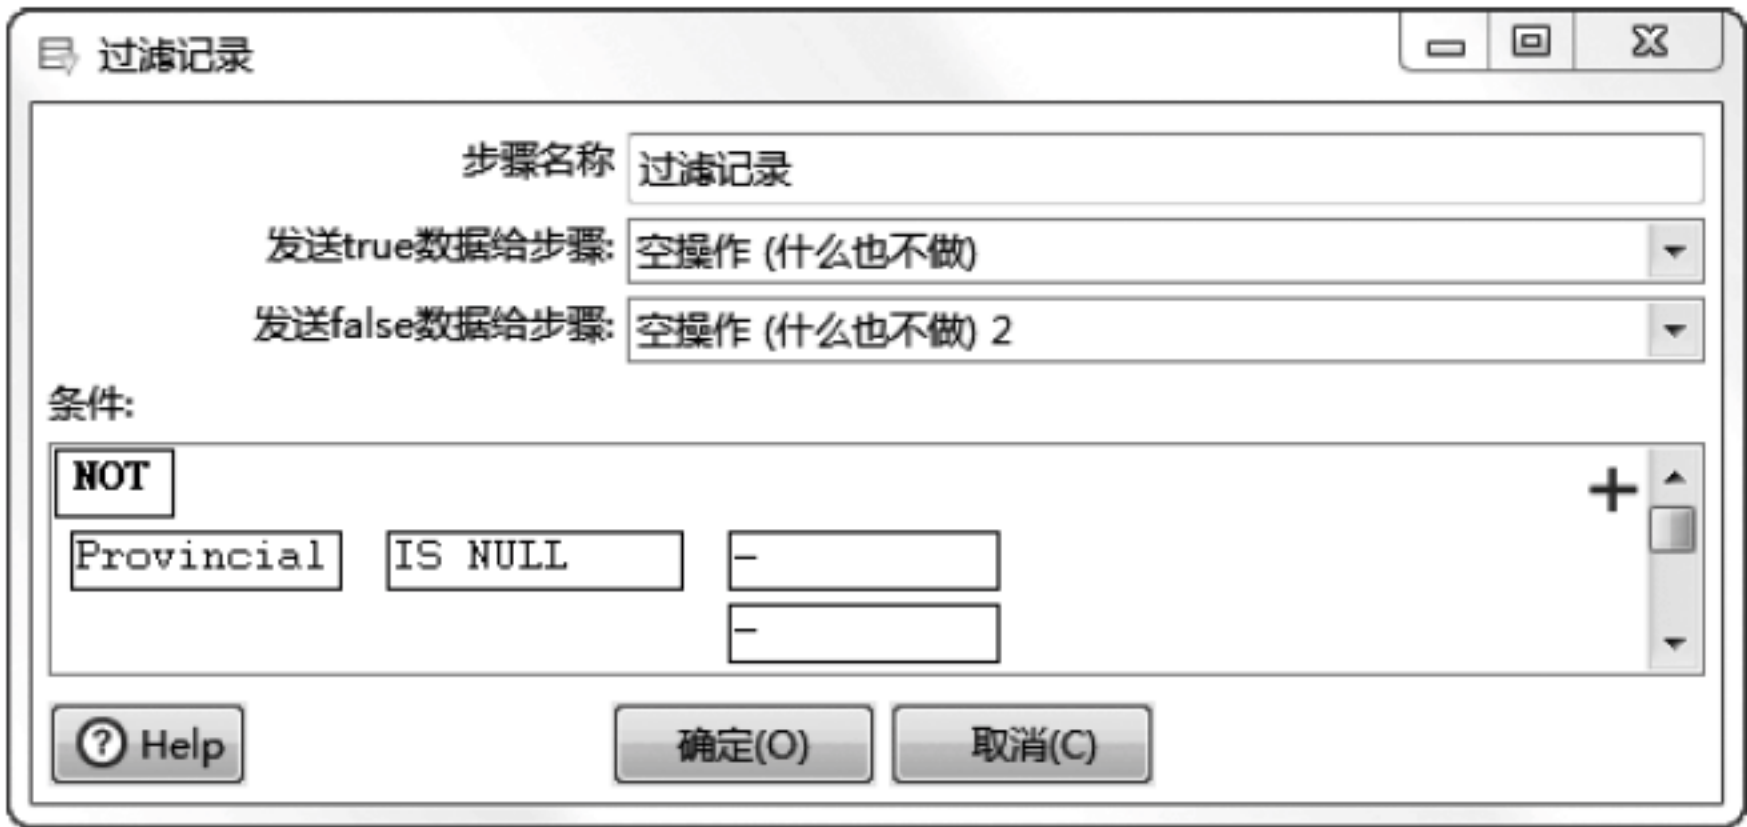 过滤记录
步骤名称 过滤记录
发送true数据给步骤: 空操作 (什么也不做)
发送false数据给步骤: 空操作 (什么也不做) 2
条件:
NOT
Provincial IS NULL -
-
Help 确定(O) 取消(C)